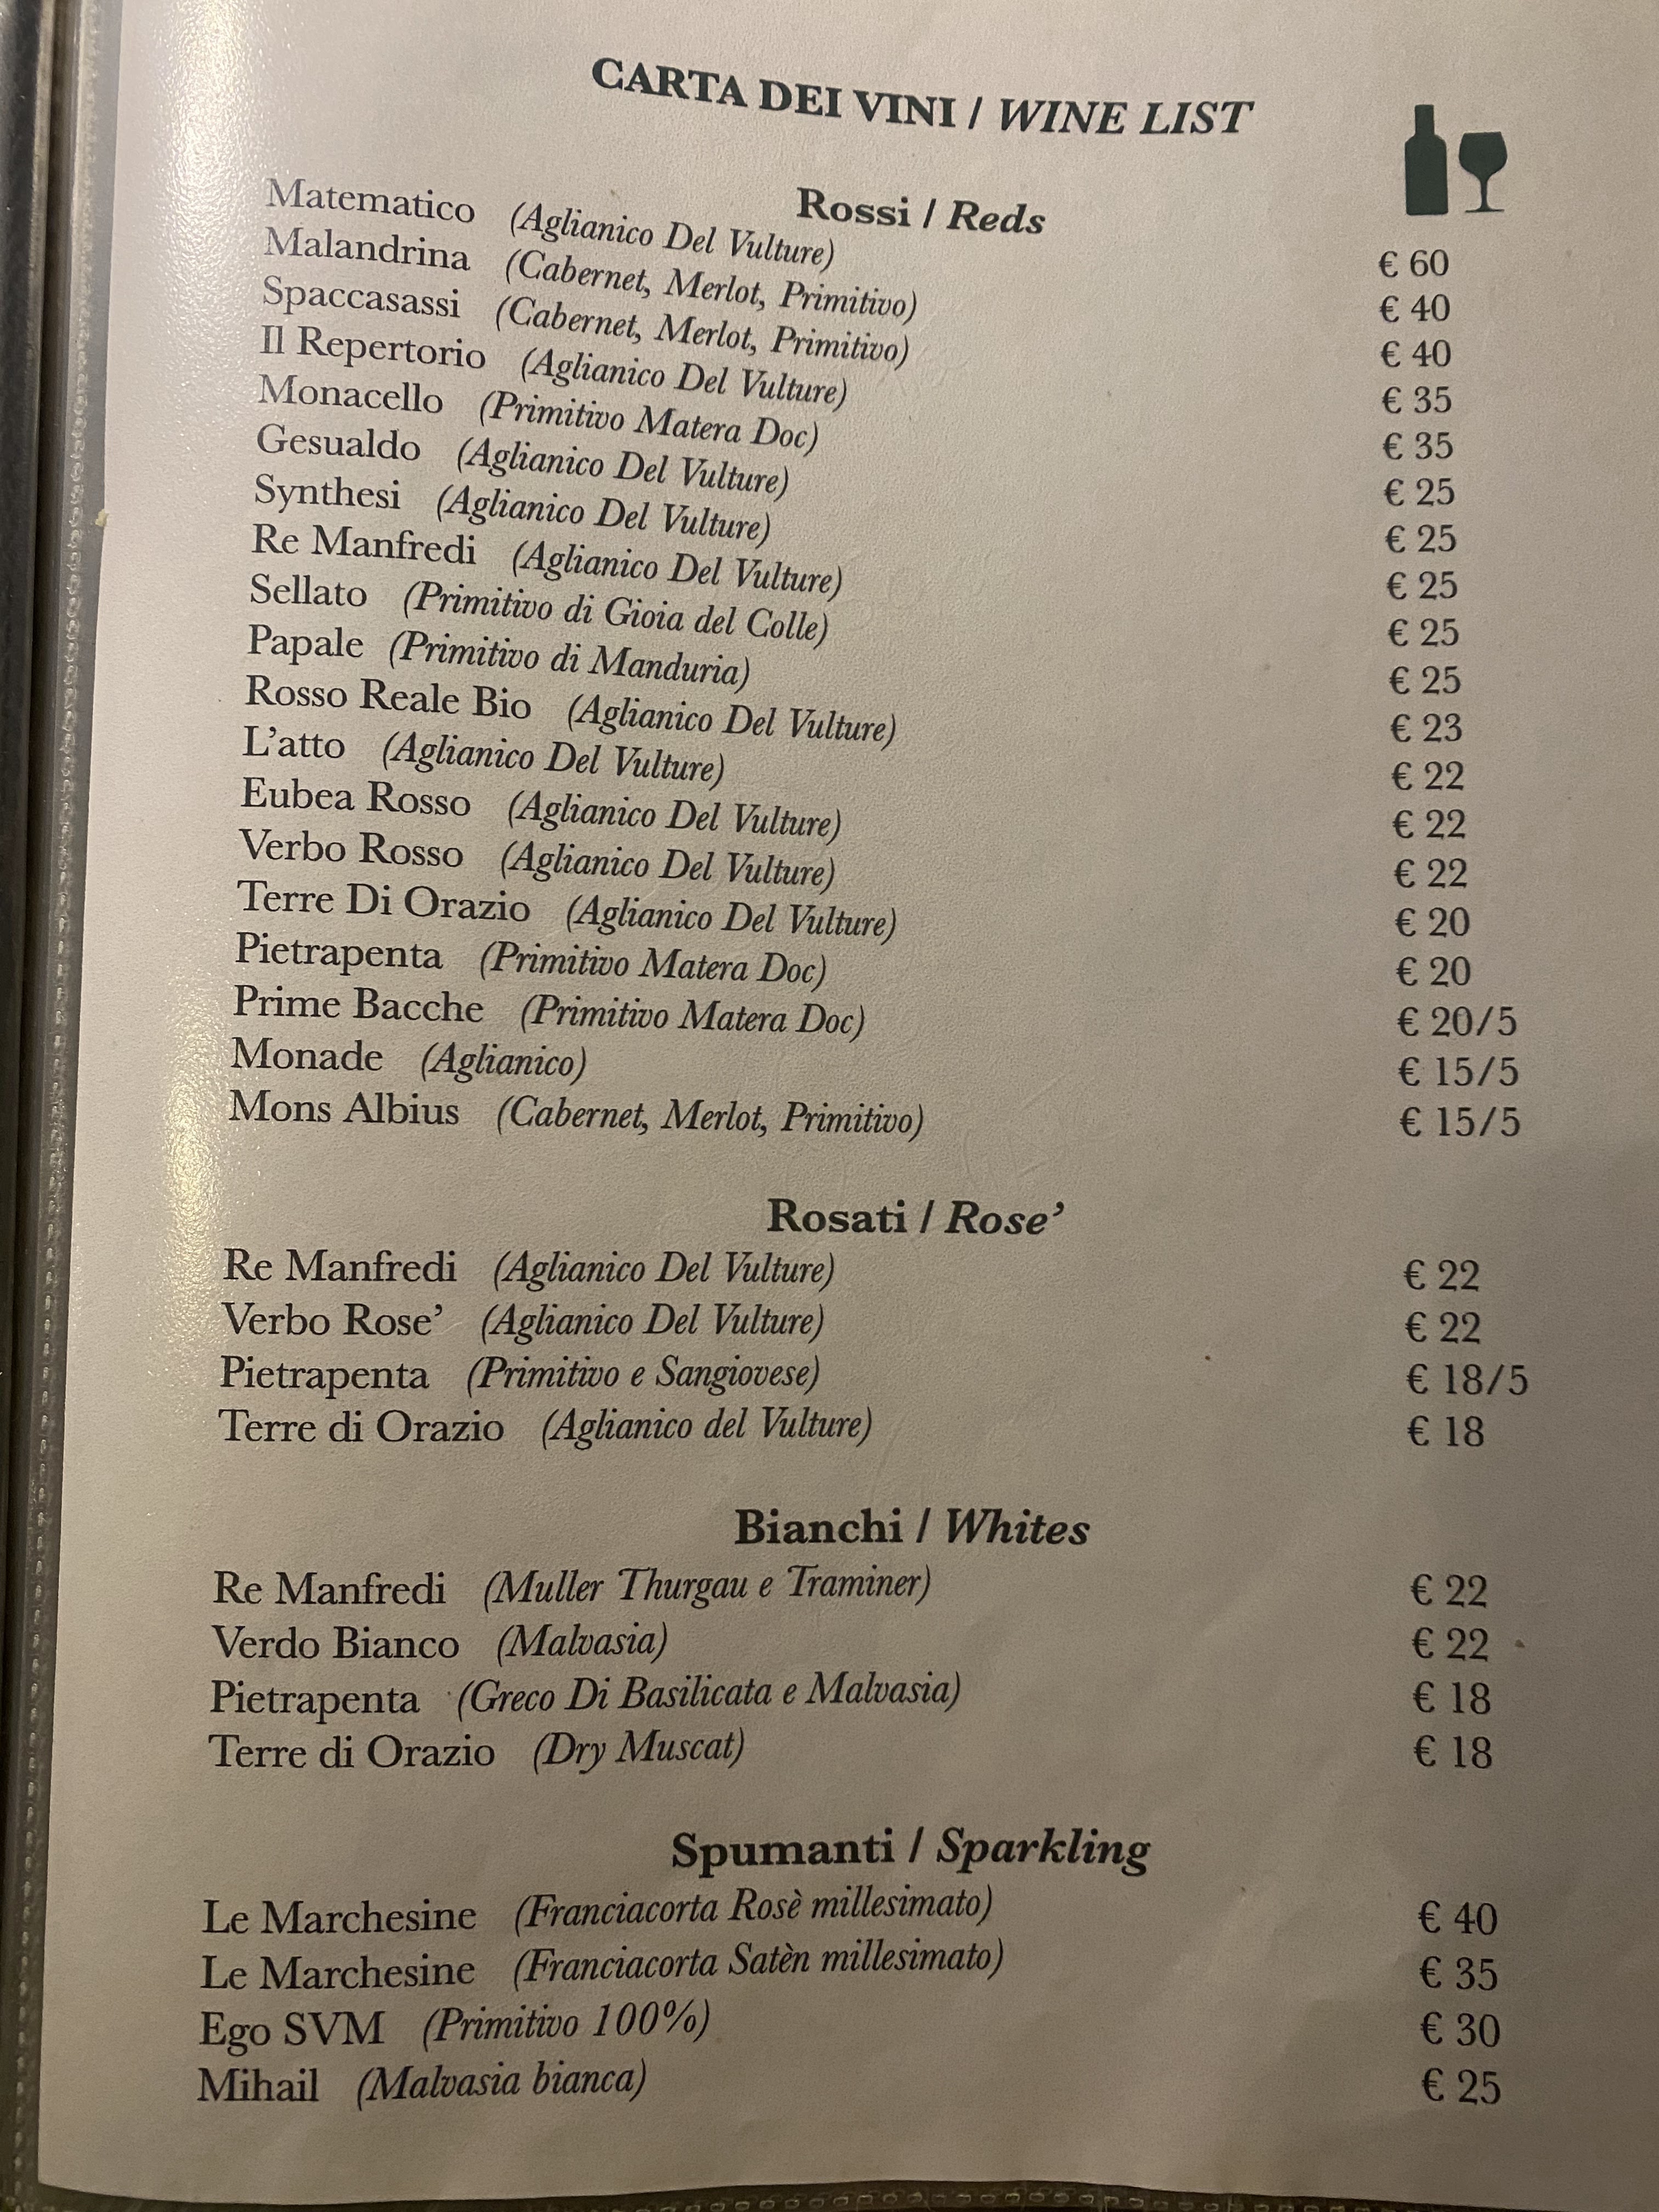 CARTA DEI VINI / WINE LIST
Rossi / Reds
Matematico (Aglianico Del Vulture) € 60
Malandrina (Cabernet, Merlot, Primitivo) € 40
Spaccasassi (Cabernet, Merlot, Primitivo) € 40
Il Repertorio (Aglianico Del Vulture) € 35
Monacello (Primitivo Matera Doc) € 35
Gesualdo (Aglianico Del Vulture) € 25
Synthesi (Aglianico Del Vulture) € 25
Re Manfredi (Aglianico Del Vulture) € 25
Sellato (Primitivo di Gioia del Colle) € 25
Papale (Primitivo di Manduria) € 25
Rosso Reale Bio (Aglianico Del Vulture) € 23
L'atto (Aglianico Del Vulture) € 22
Eubea Rosso (Aglianico Del Vulture) € 22
Verbo Rosso (Aglianico Del Vulture) € 22
Terre Di Orazio (Aglianico Del Vulture) € 20
Pietrapenta (Primitivo Matera Doc) € 20
Prime Bacche (Primitivo Matera Doc) € 20/5
Monade (Aglianico) € 15/5
Mons Albius (Cabernet, Merlot, Primitivo) € 15/5
Rosati / Rose'
Re Manfredi (Aglianico Del Vulture) € 22
Verbo Rose' (Aglianico Del Vulture) € 22
Pietrapenta (Primitivo e Sangiovese) € 18/5
Terre di Orazio (Aglianico del Vulture) € 18
Bianchi / Whites
Re Manfredi (Muller Thurgau e Traminer) € 22
Verdo Bianco (Malvasia) € 22
Pietrapenta (Greco Di Basilicata e Malvasia) € 18
Terre di Orazio (Dry Muscat) € 18
Spumanti / Sparkling
Le Marchesine (Franciacorta Rosè millesimato) € 40
Le Marchesine (Franciacorta Satèn millesimato) € 35
Ego SVM (Primitivo 100%) € 30
Mihail (Malvasia bianca) € 25